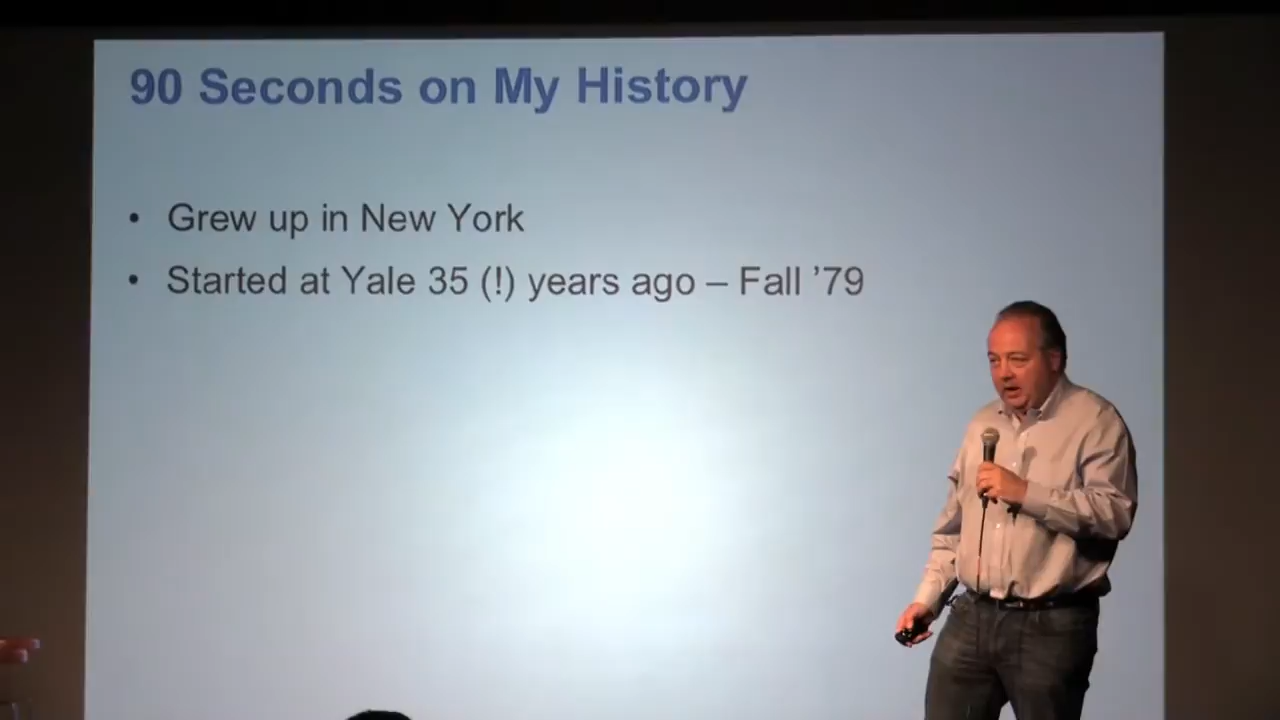 90 Seconds on My History
• Grew up in New York
• Started at Yale 35 (!) years ago – Fall ’79